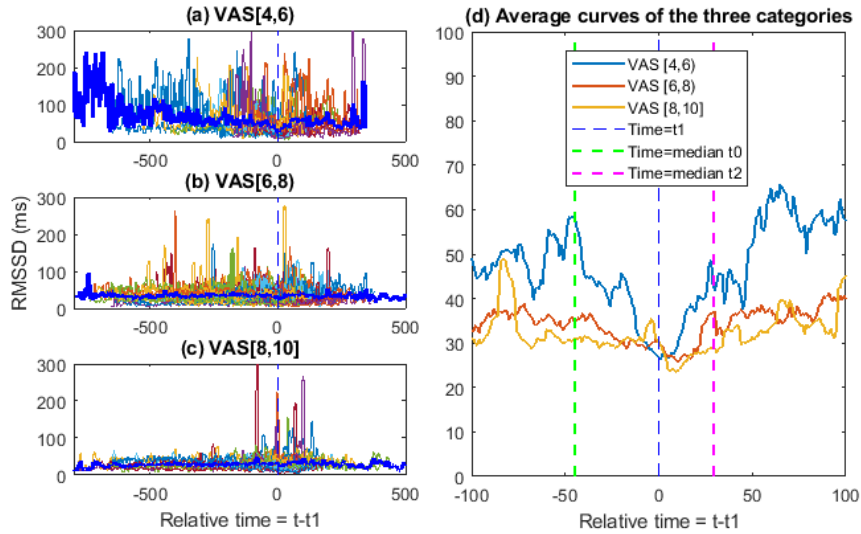 (a) VAS[4,6)
300
200
100
0
-500
0
500
(b) VAS[6,8)
300
200
100
0
-500
0
500
RMSSD (ms)
(c) VAS[8,10]
300
200
100
0
-500
0
500
Relative time = t-t1
(d) Average curves of the three categories
100
90
80
70
60
50
40
30
20
10
0
-100
-50
0
50
100
Relative time = t-t1
VAS [4,6)
VAS [6,8)
VAS [8,10]
Time=t1
Time=median t0
Time=median t2